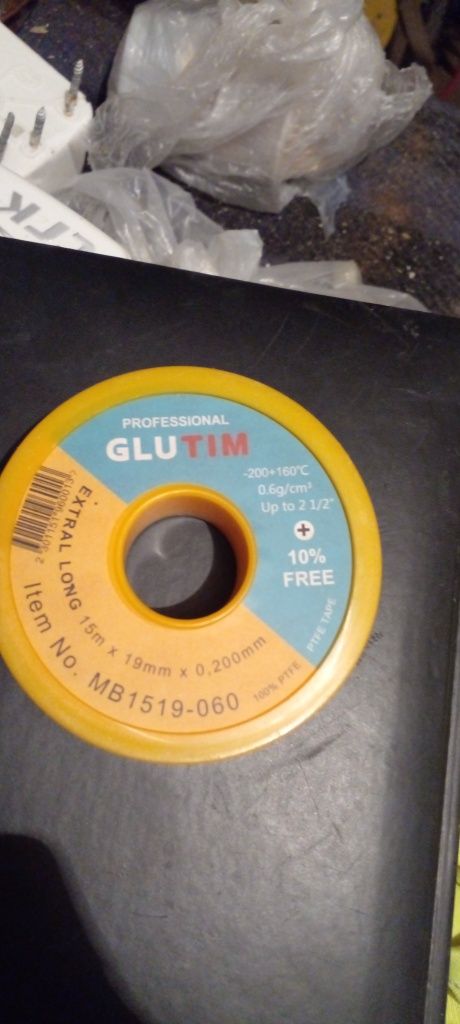 PROFESSIONAL
GLUTIM
-200+160°C
0.6g/cm³
Up to 2 1/2"
10%
FREE
PTFE TAPE
100% PTFE
EXTRAL LONG 15m x 19mm x 0,200mm
Item No. MB1519-060